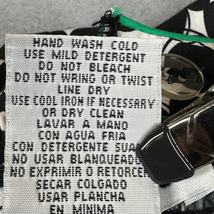 HAND WASH COLD
USE MILD DETERGENT
DO NOT BLEACH
DO NOT WRING OR TWIST
LINE DRY
USE COOL IRON IF NECESSARY
OR DRY CLEAN
LAVAR A MANO
CON AGUA FRIA
CON DETERGENTE SUA
NO USAR BLANQUEADO
NO EXPRIMIR O RETORCER
SECAR COLGADO
USAR PLANCHA
EN MINIMA